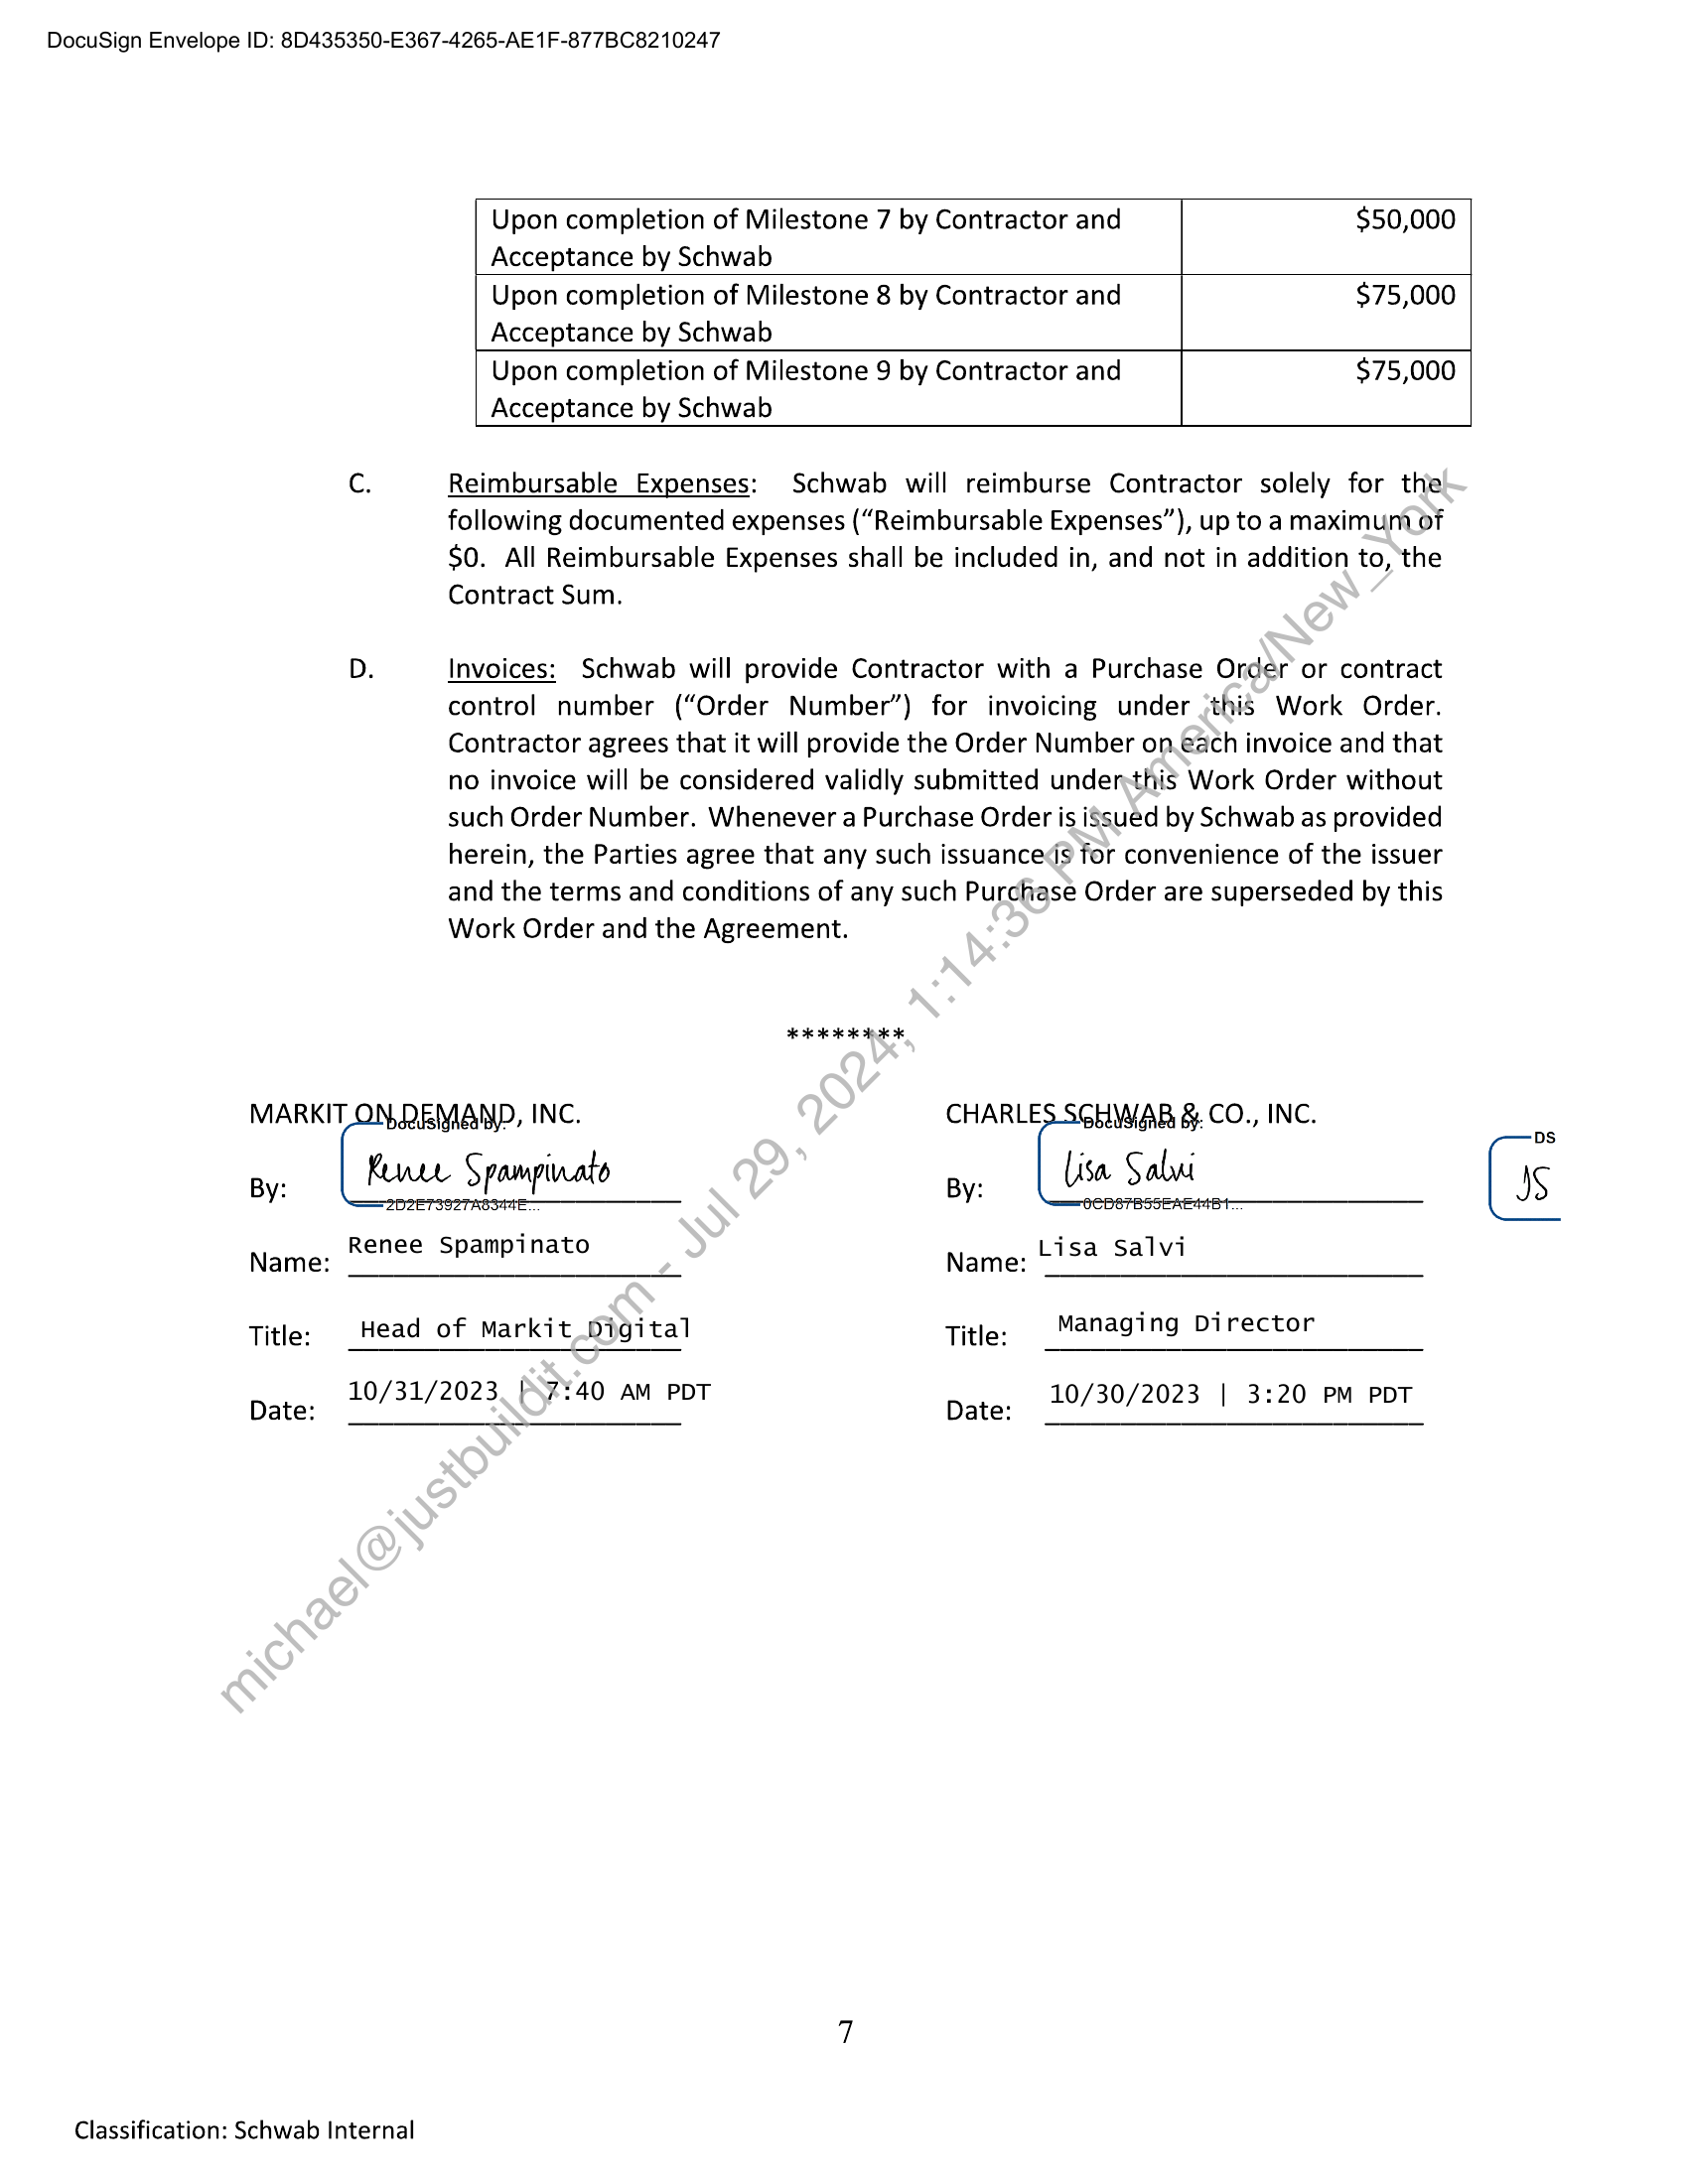 DocuSign Envelope ID: 8D435350-E367-4265-AE1F-877BC8210247
Upon completion of Milestone 7 by Contractor and $50,000
Acceptance by Schwab
Upon completion of Milestone 8 by Contractor and $75,000
Acceptance by Schwab
Upon completion of Milestone 9 by Contractor and $75,000
Acceptance by Schwab
C. Reimbursable Expenses: Schwab will reimburse Contractor solely for the
following documented expenses (“Reimbursable Expenses”), up to a maximum of
$0. All Reimbursable Expenses shall be included in, and not in addition to, the
Contract Sum.
D. Invoices: Schwab will provide Contractor with a Purchase Order or contract
control number (“Order Number”) for invoicing under this Work Order.
Contractor agrees that it will provide the Order Number on each invoice and that
no invoice will be considered validly submitted under this Work Order without
such Order Number. Whenever a Purchase Order is issued by Schwab as provided
herein, the Parties agree that any such issuance is for convenience of the issuer
and the terms and conditions of any such Purchase Order are superseded by this
Work Order and the Agreement.
********
MARKIT ON DEMAND, INC. CHARLES SCHWAB & CO., INC.
DocuSigned by: DocuSigned by: DS
By: Renee Spampinato By: Lisa Salvi JS
2D2E73927A8344E... 0CD87B55EAE44B1...
Name: Renee Spampinato Name: Lisa Salvi
Title: Head of Markit Digital Title: Managing Director
Date: 10/31/2023 | 7:40 AM PDT Date: 10/30/2023 | 3:20 PM PDT
michael@justbuildit.com - Jul 29, 2024, 1:14:36 PM America/New_York
7
Classification: Schwab Internal